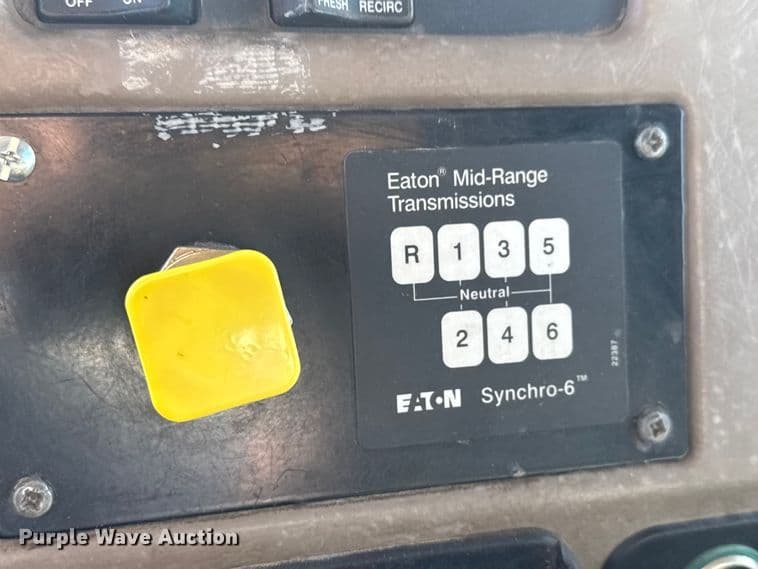 OFF ON
FRESH RECIRC
Eaton® Mid-Range
Transmissions
R 1 3 5
Neutral
2 4 6
22387
EATON Synchro-6™
Purple Wave Auction